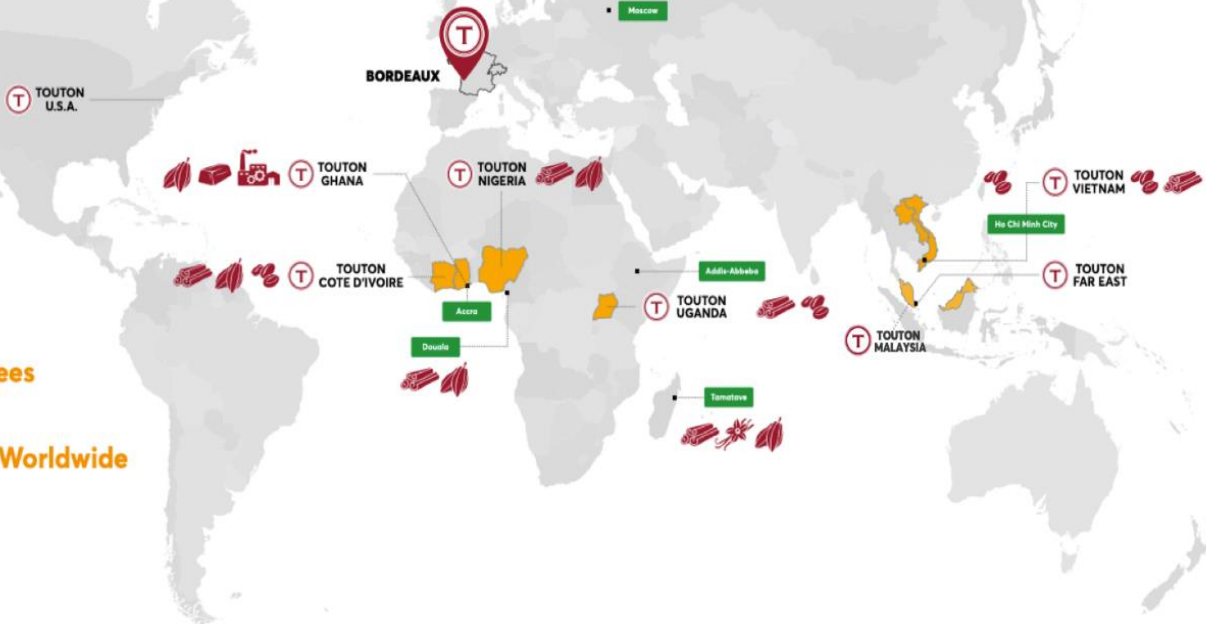 Moscow
T
BORDEAUX
T
TOUTON
U.S.A.
T
TOUTON
GHANA
T
TOUTON
NIGERIA
T
TOUTON
VIETNAM
Ho Chi Minh City
T
TOUTON
COTE D'IVOIRE
Addis-Abbeba
T
TOUTON
FAR EAST
Accra
T
TOUTON
UGANDA
T
TOUTON
MALAYSIA
Douala
ees
Tamatave
Worldwide